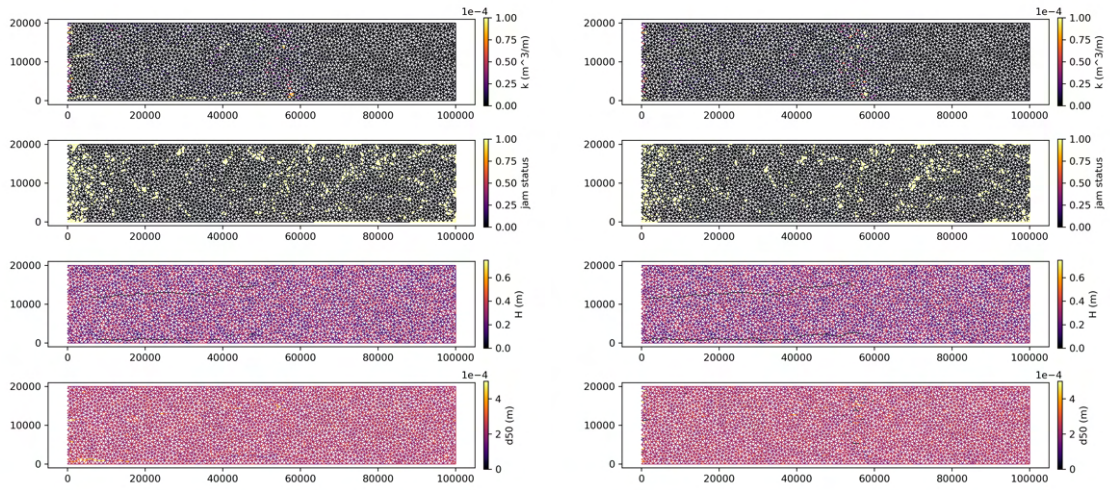 1e-4 1e-4
20000 1.00 20000 1.00
0.75 0.75
10000 0.50 k (m^3/m) 10000 0.50 k (m^3/m)
0.25 0.25
0 0.00 0 0.00
0 20000 40000 60000 80000 100000 0 20000 40000 60000 80000 100000
20000 1.00 20000 1.00
0.75 0.75
10000 0.50 jam status 10000 0.50 jam status
0.25 0.25
0 0.00 0 0.00
0 20000 40000 60000 80000 100000 0 20000 40000 60000 80000 100000
20000 0.6 20000 0.6
10000 0.4 H (m) 10000 0.4 H (m)
0.2 0.2
0 0.0 0 0.0
0 20000 40000 60000 80000 100000 0 20000 40000 60000 80000 100000
1e-4 1e-4
20000 4 20000 4
10000 2 d50 (m) 10000 2 d50 (m)
0 0 0 0
0 20000 40000 60000 80000 100000 0 20000 40000 60000 80000 100000